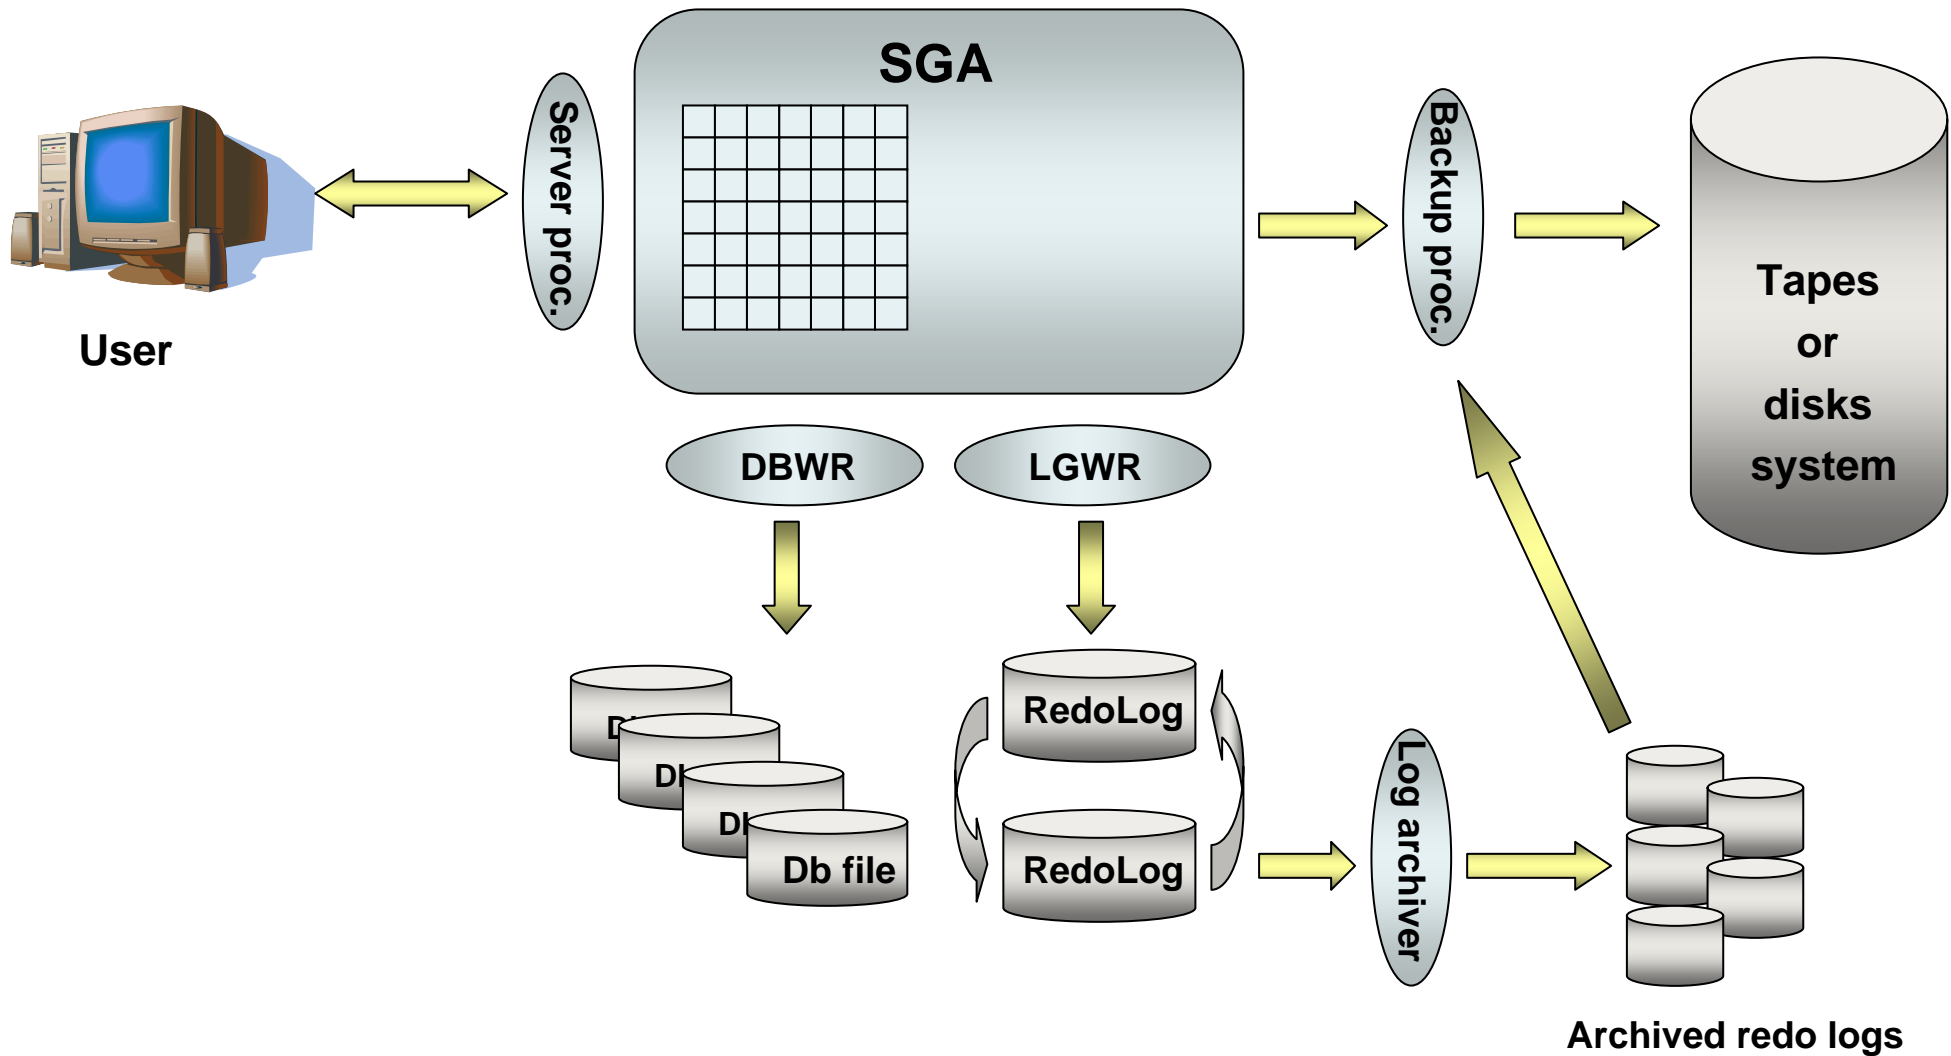 SGA
Server proc.
Backup proc.
User
Tapes
or
disks
system
DBWR
LGWR
RedoLog
RedoLog
Db file
Log archiver
Archived redo logs